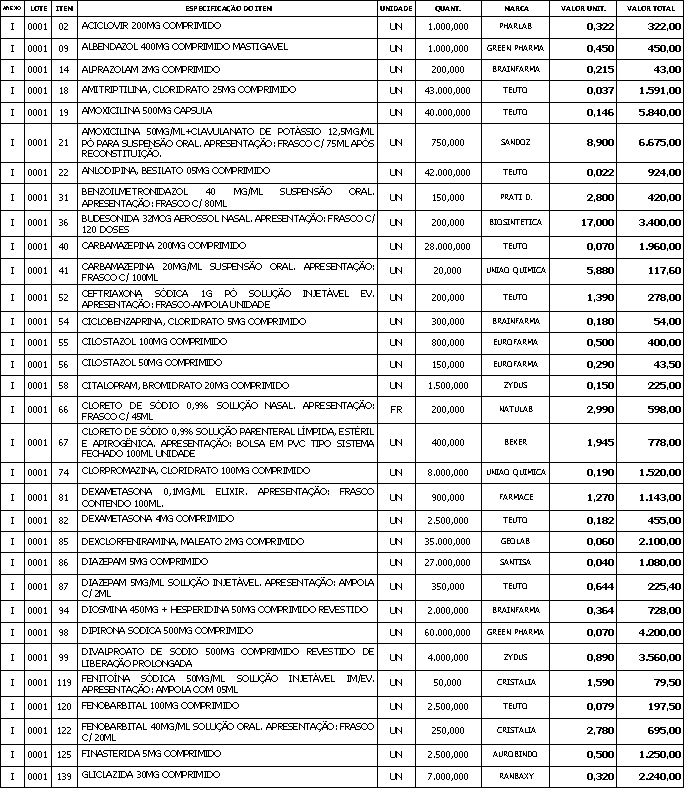 ANEXO LOTE ITEM ESPECIFICAÇÃO DO ITEM UNIDADE QUANT. MARCA VALOR UNIT. VALOR TOTAL
I 0001 02 ACICLOVIR 200MG COMPRIMIDO UN 1.000,000 PHARLAB 0,322 322,00
I 0001 09 ALBENDAZOL 400MG COMPRIMIDO MASTIGAVEL UN 1.000,000 GREEN PHARMA 0,450 450,00
I 0001 14 ALPRAZOLAM 2MG COMPRIMIDO UN 200,000 BRAINFARMA 0,215 43,00
I 0001 18 AMITRIPTILINA, CLORIDRATO 25MG COMPRIMIDO UN 43.000,000 TEUTO 0,037 1.591,00
I 0001 19 AMOXICILINA 500MG CAPSULA UN 40.000,000 TEUTO 0,146 5.840,00
I 0001 21 AMOXICILINA 50MG/ML+CLAVULANATO DE POTÁSSIO 12,5MG/ML
PÓ PARA SUSPENSÃO ORAL. APRESENTAÇÃO: FRASCO C/ 75ML APÓS
RECONSTITUIÇÃO. UN 750,000 SANDOZ 8,900 6.675,00
I 0001 22 ANLODIPINA, BESILATO 05MG COMPRIMIDO UN 42.000,000 TEUTO 0,022 924,00
I 0001 31 BENZOILMETRONIDAZOL 40 MG/ML SUSPENSÃO ORAL.
APRESENTAÇÃO: FRASCO C/ 80ML UN 150,000 PRATI D. 2,800 420,00
I 0001 36 BUDESONIDA 32MCG AEROSSOL NASAL. APRESENTAÇÃO: FRASCO C/
120 DOSES UN 200,000 BIOSINTETICA 17,000 3.400,00
I 0001 40 CARBAMAZEPINA 200MG COMPRIMIDO UN 28.000,000 TEUTO 0,070 1.960,00
I 0001 41 CARBAMAZEPINA 20MG/ML SUSPENSÃO ORAL. APRESENTAÇÃO:
FRASCO C/ 100ML UN 20,000 UNIAO QUIMICA 5,880 117,60
I 0001 52 CEFTRIAXONA SÓDICA 1G PÓ SOLUÇÃO INJETÁVEL EV.
APRESENTAÇÃO: FRASCO-AMPOLA UNIDADE UN 200,000 TEUTO 1,390 278,00
I 0001 54 CICLOBENZAPRINA, CLORIDRATO 5MG COMPRIMIDO UN 300,000 BRAINFARMA 0,180 54,00
I 0001 55 CILOSTAZOL 100MG COMPRIMIDO UN 800,000 EUROFARMA 0,500 400,00
I 0001 56 CILOSTAZOL 50MG COMPRIMIDO UN 150,000 EUROFARMA 0,290 43,50
I 0001 58 CITALOPRAM, BROMIDRATO 20MG COMPRIMIDO UN 1.500,000 ZYDUS 0,150 225,00
I 0001 66 CLORETO DE SÓDIO 0,9% SOLUÇÃO NASAL. APRESENTAÇÃO:
FRASCO C/ 45ML FR 200,000 NATULAB 2,990 598,00
I 0001 67 CLORETO DE SÓDIO 0,9% SOLUÇÃO PARENTERAL LÍMPIDA, ESTÉRIL
E APIROGÊNICA. APRESENTAÇÃO: BOLSA EM PVC TIPO SISTEMA
FECHADO 100ML UNIDADE UN 400,000 BEKER 1,945 778,00
I 0001 74 CLORPROMAZINA, CLORIDRATO 100MG COMPRIMIDO UN 8.000,000 UNIAO QUIMICA 0,190 1.520,00
I 0001 81 DEXAMETASONA 0,1MG/ML ELIXIR. APRESENTAÇÃO: FRASCO
CONTENDO 100ML. UN 900,000 FARMACE 1,270 1.143,00
I 0001 82 DEXAMETASONA 4MG COMPRIMIDO UN 2.500,000 TEUTO 0,182 455,00
I 0001 85 DEXCLORFENIRAMINA, MALEATO 2MG COMPRIMIDO UN 35.000,000 GEOLAB 0,060 2.100,00
I 0001 86 DIAZEPAM 5MG COMPRIMIDO UN 27.000,000 SANTISA 0,040 1.080,00
I 0001 87 DIAZEPAM 5MG/ML SOLUÇÃO INJETÁVEL. APRESENTAÇÃO: AMPOLA
C/ 2ML UN 350,000 TEUTO 0,644 225,40
I 0001 94 DIOSMINA 450MG + HESPERIDINA 50MG COMPRIMIDO REVESTIDO UN 2.000,000 BRAINFARMA 0,364 728,00
I 0001 98 DIPIRONA SODICA 500MG COMPRIMIDO UN 60.000,000 GREEN PHARMA 0,070 4.200,00
I 0001 99 DIVALPROATO DE SODIO 500MG COMPRIMIDO REVESTIDO DE
LIBERAÇÃO PROLONGADA UN 4.000,000 ZYDUS 0,890 3.560,00
I 0001 119 FENITOÍNA SÓDICA 50MG/ML SOLUÇÃO INJETÁVEL IM/EV.
APRESENTAÇÃO: AMPOLA COM 05ML UN 50,000 CRISTALIA 1,590 79,50
I 0001 120 FENOBARBITAL 100MG COMPRIMIDO UN 2.500,000 TEUTO 0,079 197,50
I 0001 122 FENOBARBITAL 40MG/ML SOLUÇÃO ORAL. APRESENTAÇÃO: FRASCO
C/ 20ML UN 250,000 CRISTALIA 2,780 695,00
I 0001 125 FINASTERIDA 5MG COMPRIMIDO UN 2.500,000 AUROBINDO 0,500 1.250,00
I 0001 139 GLICLAZIDA 30MG COMPRIMIDO UN 7.000,000 RANBAXY 0,320 2.240,00